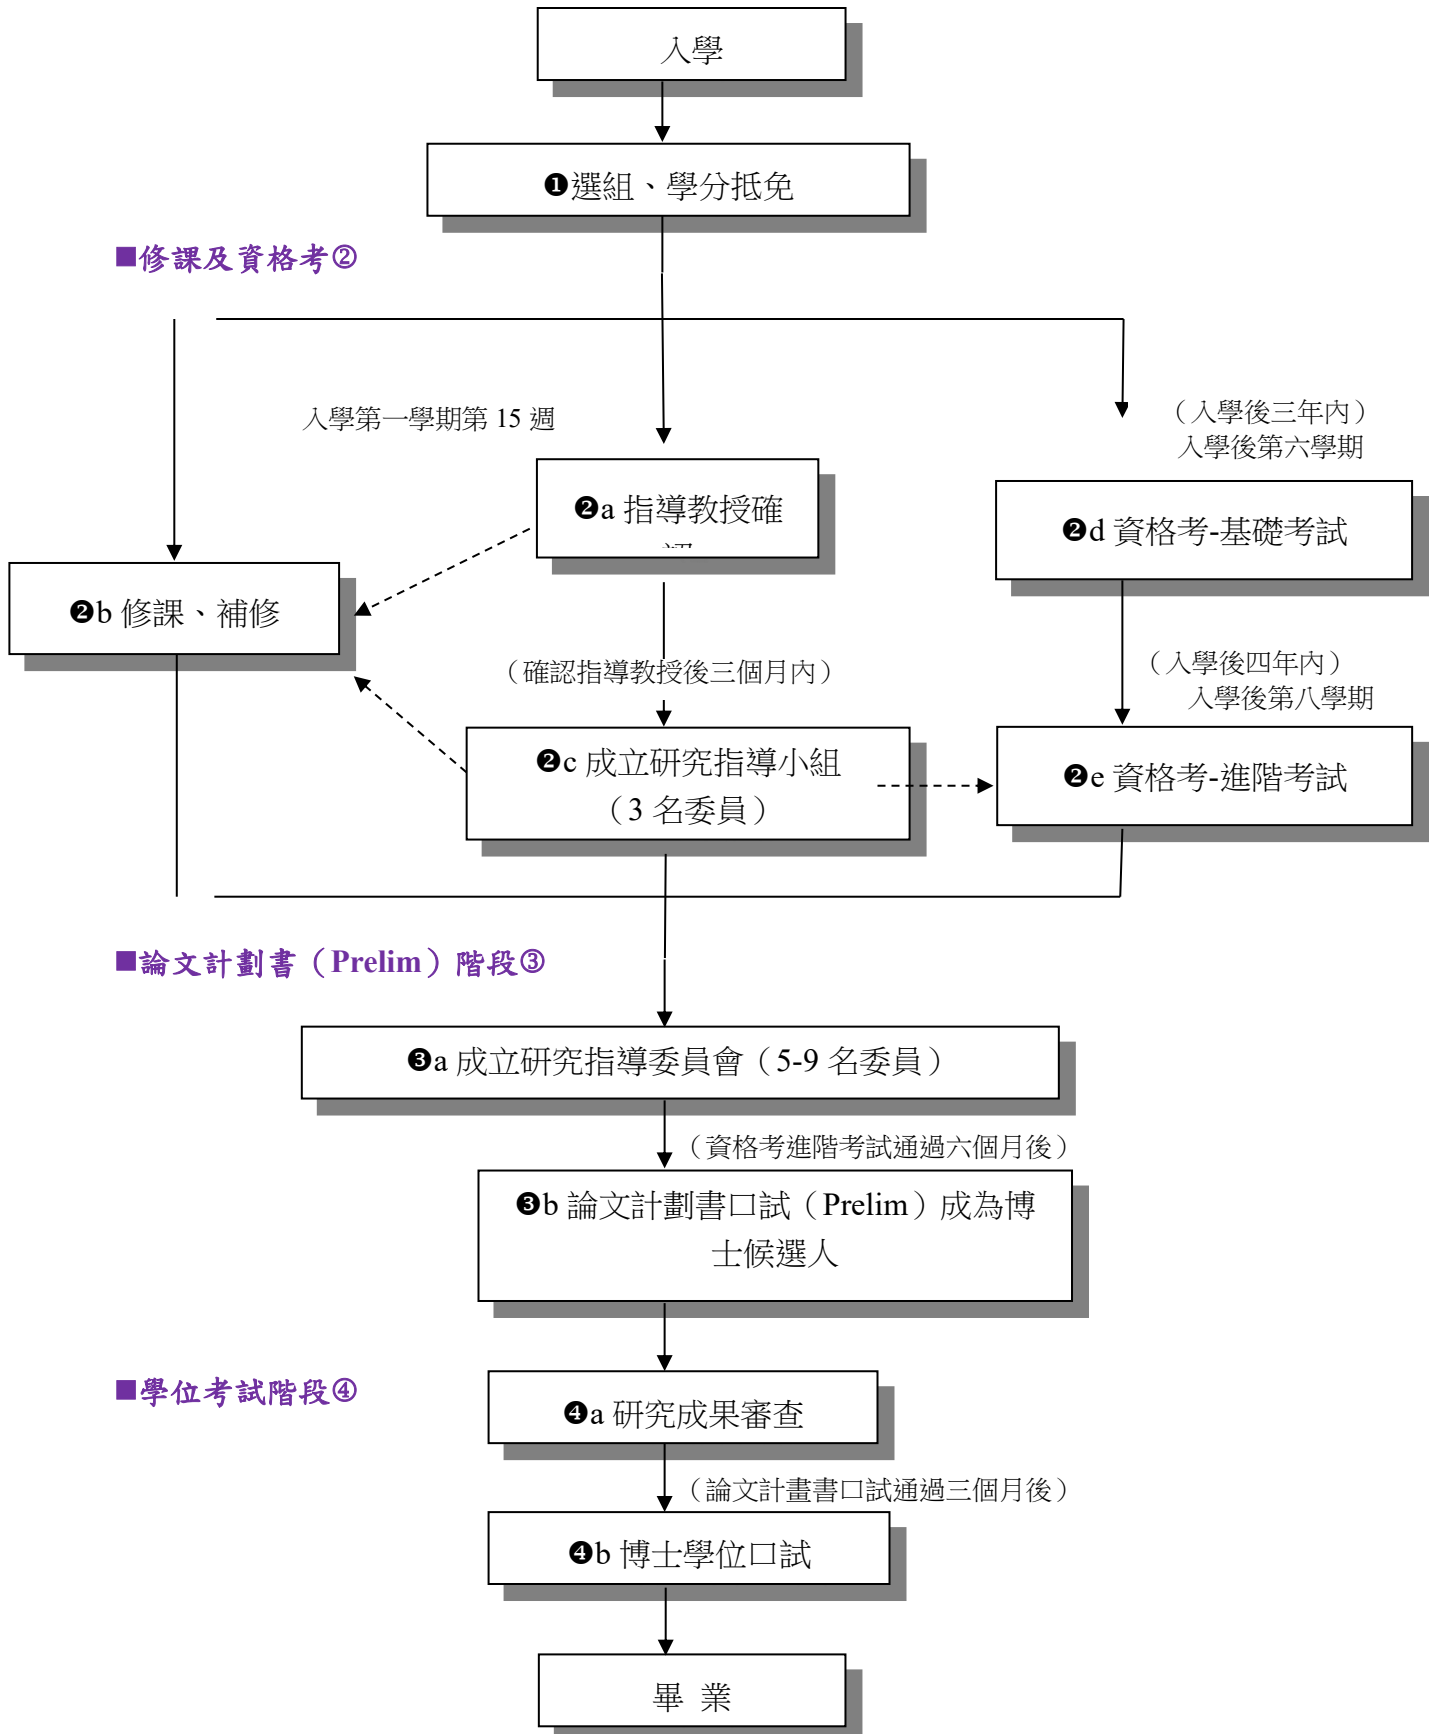 入學
❶選組、學分抵免
■修課及資格考②
入學第一學期第 15 週
（入學後三年內）
入學後第六學期
❷a 指導教授確
❷d 資格考-基礎考試
❷b 修課、補修
（確認指導教授後三個月內）
（入學後四年內）
入學後第八學期
❷c 成立研究指導小組
（3 名委員）
❷e 資格考-進階考試
■論文計劃書（Prelim）階段③
❸a 成立研究指導委員會（5-9 名委員）
（資格考進階考試通過六個月後）
❸b 論文計劃書口試（Prelim）成為博
士候選人
■學位考試階段④
❹a 研究成果審查
（論文計畫書口試通過三個月後）
❹b 博士學位口試
畢 業